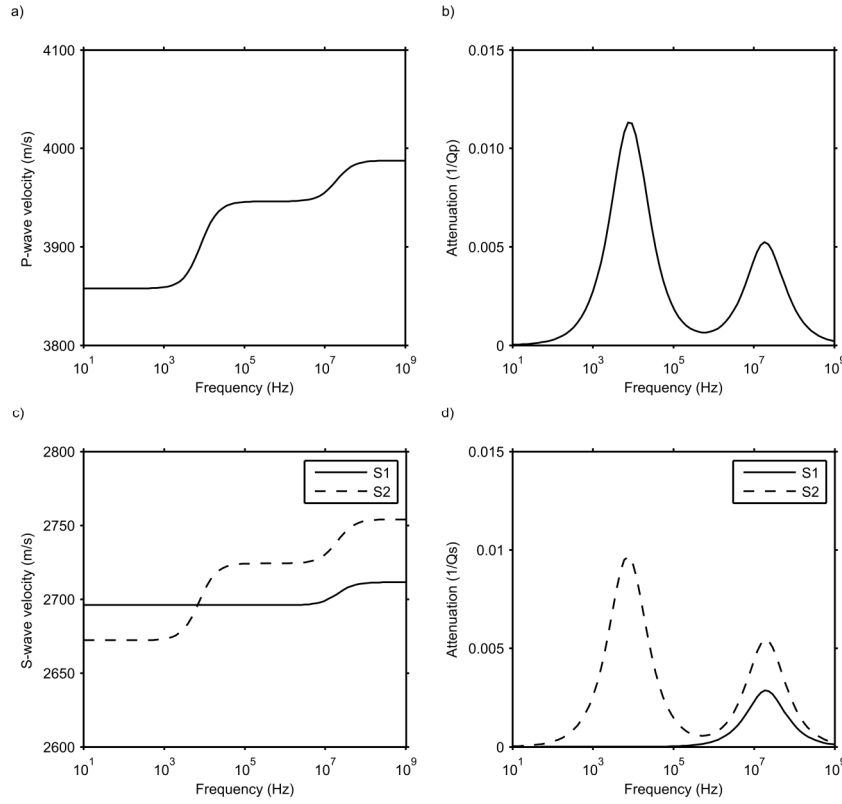 a)
b)
4100
4000
3900
3800
P-wave velocity (m/s)
10^1 10^3 10^5 10^7 10^9
Frequency (Hz)
0.015
0.010
0.005
0
Attenuation (1/Qp)
10^1 10^3 10^5 10^7 10^9
Frequency (Hz)
c)
d)
2800
2750
2700
2650
2600
S-wave velocity (m/s)
S1
S2
10^1 10^3 10^5 10^7 10^9
Frequency (Hz)
0.015
0.01
0.005
0
Attenuation (1/Qs)
S1
S2
10^1 10^3 10^5 10^7 10^9
Frequency (Hz)